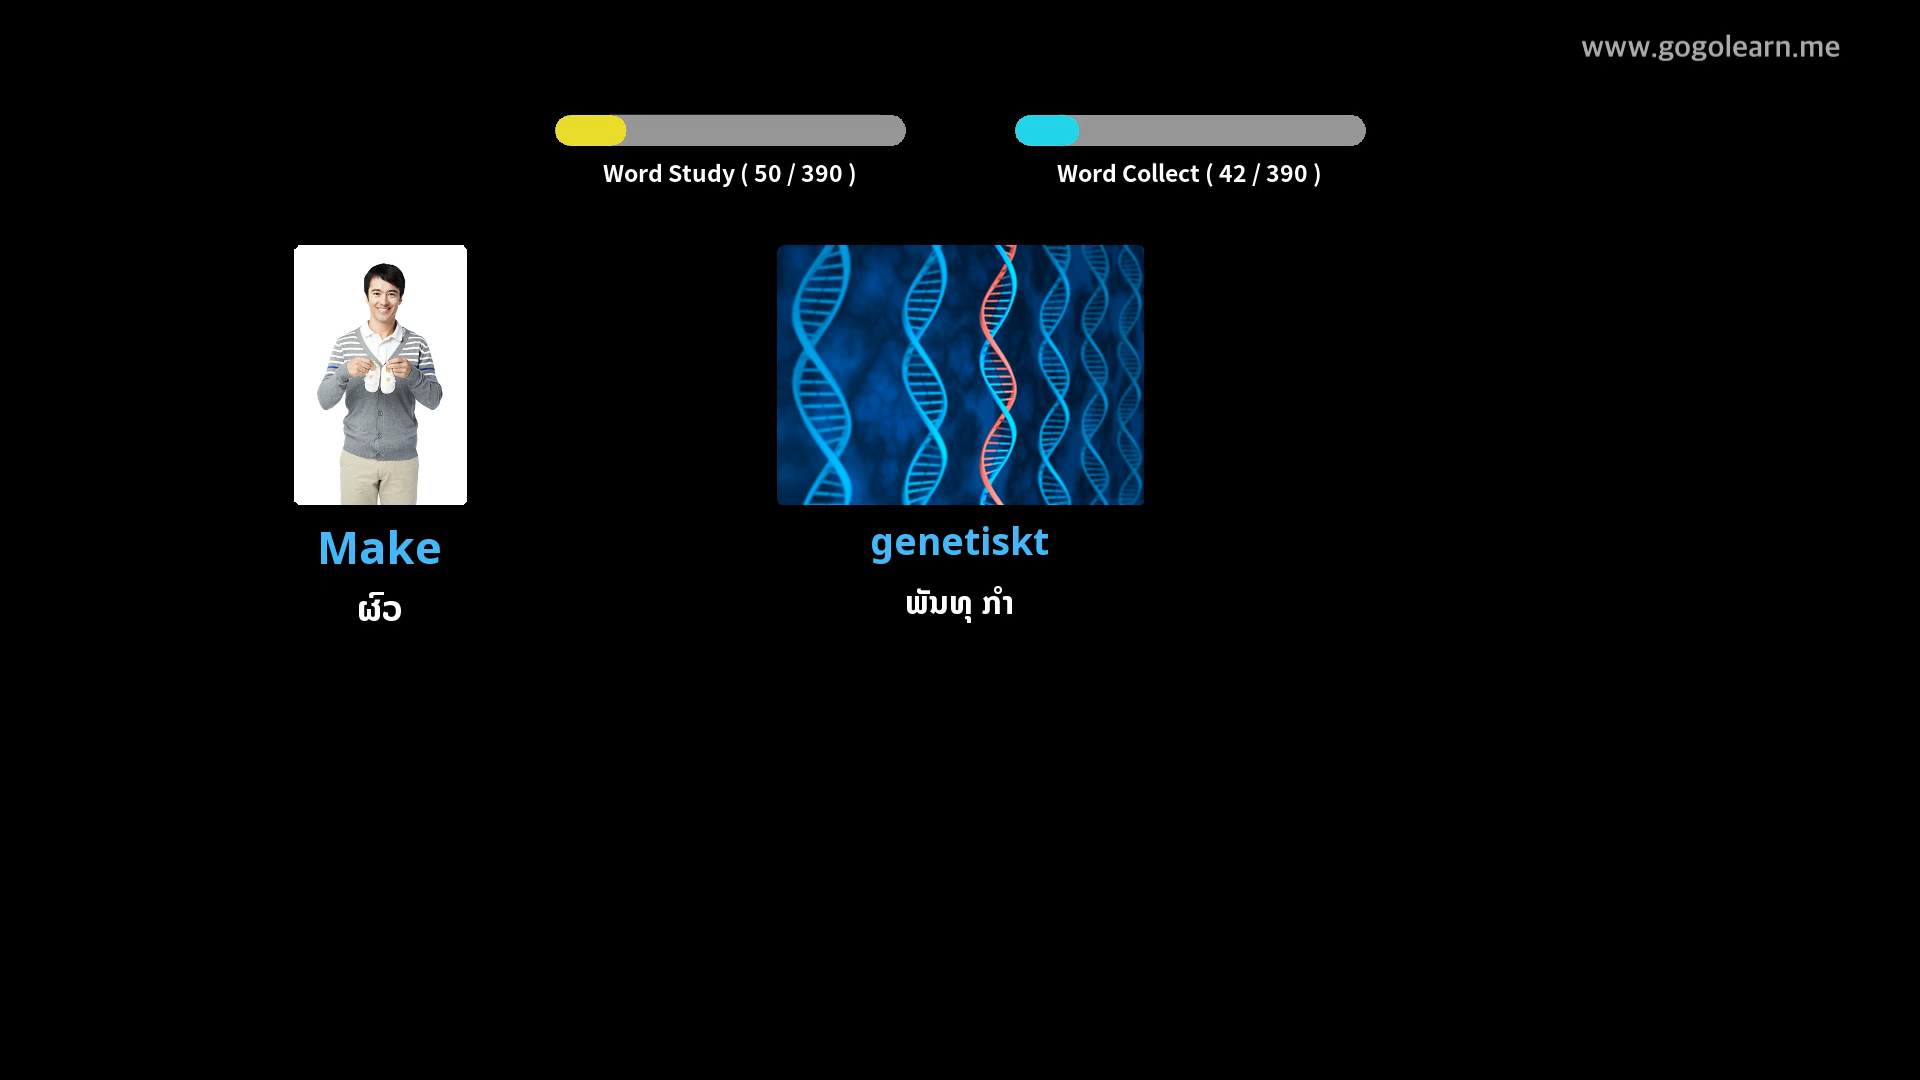 www.gogolearn.me
Word Study ( 50 / 390 )
Word Collect ( 42 / 390 )
Make
ຜົວ
genetiskt
ພັນທຸ ກຳ